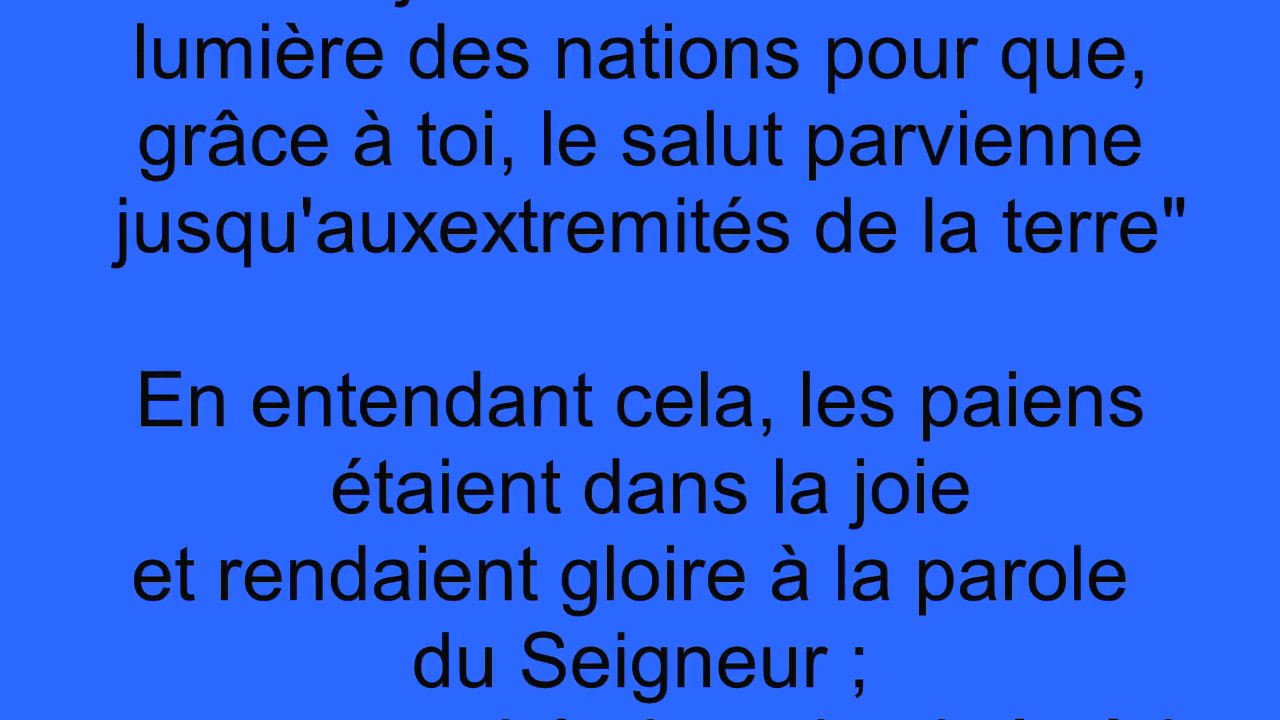 lumière des nations pour que,
grâce à toi, le salut parvienne
jusqu'auxextremités de la terre"
En entendant cela, les paiens
étaient dans la joie
et rendaient gloire à la parole
du Seigneur ;